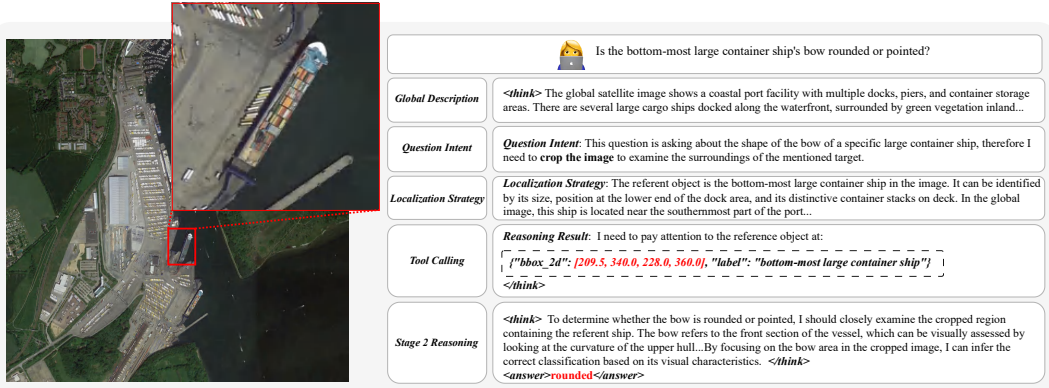 Is the bottom-most large container ship's bow rounded or pointed?
Global Description
<think> The global satellite image shows a coastal port facility with multiple docks, piers, and container storage
areas. There are several large cargo ships docked along the waterfront, surrounded by green vegetation inland...
Question Intent
Question Intent: This question is asking about the shape of the bow of a specific large container ship, therefore I
need to crop the image to examine the surroundings of the mentioned target.
Localization Strategy
Localization Strategy: The referent object is the bottom-most large container ship in the image. It can be identified
by its size, position at the lower end of the dock area, and its distinctive container stacks on deck. In the global
image, this ship is located near the southernmost part of the port...
Tool Calling
Reasoning Result: I need to pay attention to the reference object at:
{"bbox_2d": [209.5, 340.0, 228.0, 360.0], "label": "bottom-most large container ship"}
</think>
Stage 2 Reasoning
<think> To determine whether the bow is rounded or pointed, I should closely examine the cropped region
containing the referent ship. The bow refers to the front section of the vessel, which can be visually assessed by
looking at the curvature of the upper hull...By focusing on the bow area in the cropped image, I can infer the
correct classification based on its visual characteristics. </think>
<answer>rounded</answer>